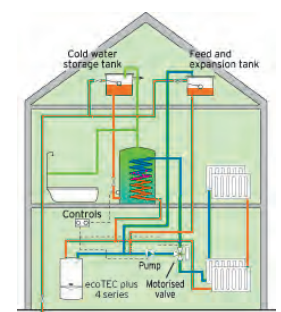 Cold water
storage tank
Feed and
expansion tank
Controls
ecoTEC plus
4 series
Pump
Motorised
valve